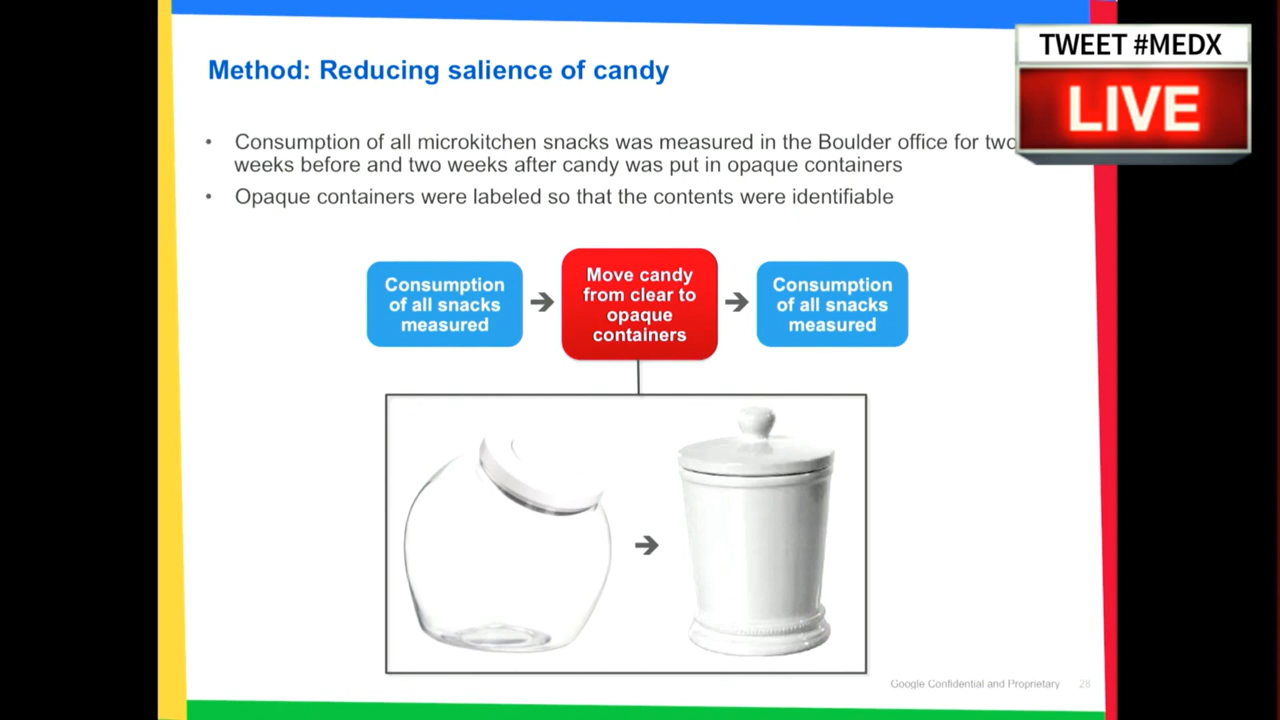 Method: Reducing salience of candy
TWEET #MEDX
LIVE
• Consumption of all microkitchen snacks was measured in the Boulder office for two
weeks before and two weeks after candy was put in opaque containers
• Opaque containers were labeled so that the contents were identifiable
Consumption
of all snacks
measured
Move candy
from clear to
opaque
containers
Consumption
of all snacks
measured
Google Confidential and Proprietary 28